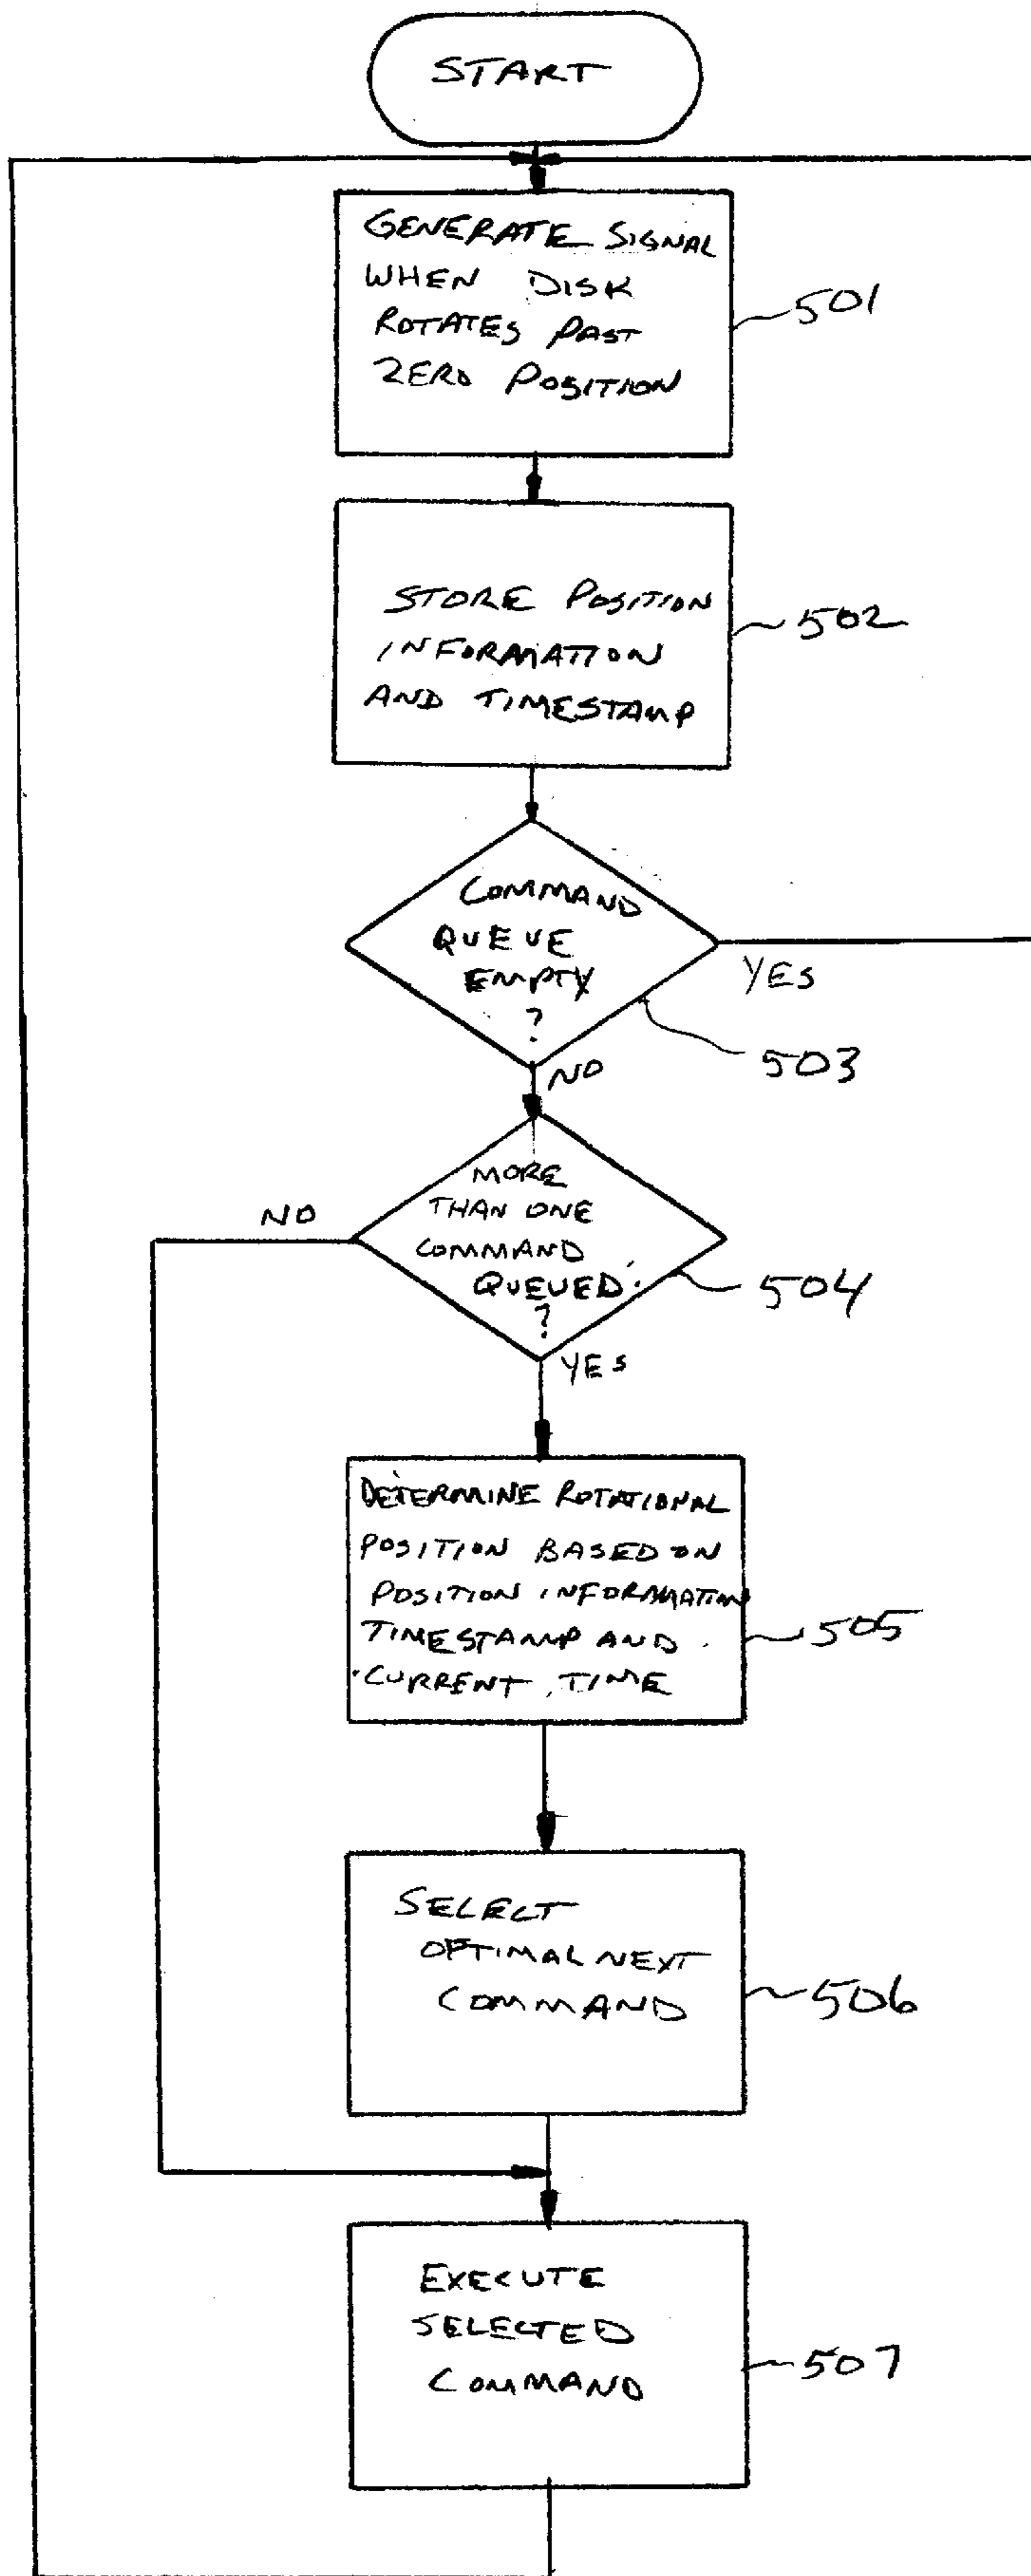 START
GENERATE SIGNAL
WHEN DISK
ROTATES PAST
ZERO POSITION
501
STORE POSITION
INFORMATION
AND TIMESTAMP
502
COMMAND
QUEUE
EMPTY
?
YES
503
NO
MORE
THAN ONE
COMMAND
QUEUED
?
NO
504
YES
DETERMINE ROTATIONAL
POSITION BASED ON
POSITION INFORMATION
TIMESTAMP AND
CURRENT TIME
505
SELECT
OPTIMAL NEXT
COMMAND
506
EXECUTE
SELECTED
COMMAND
507